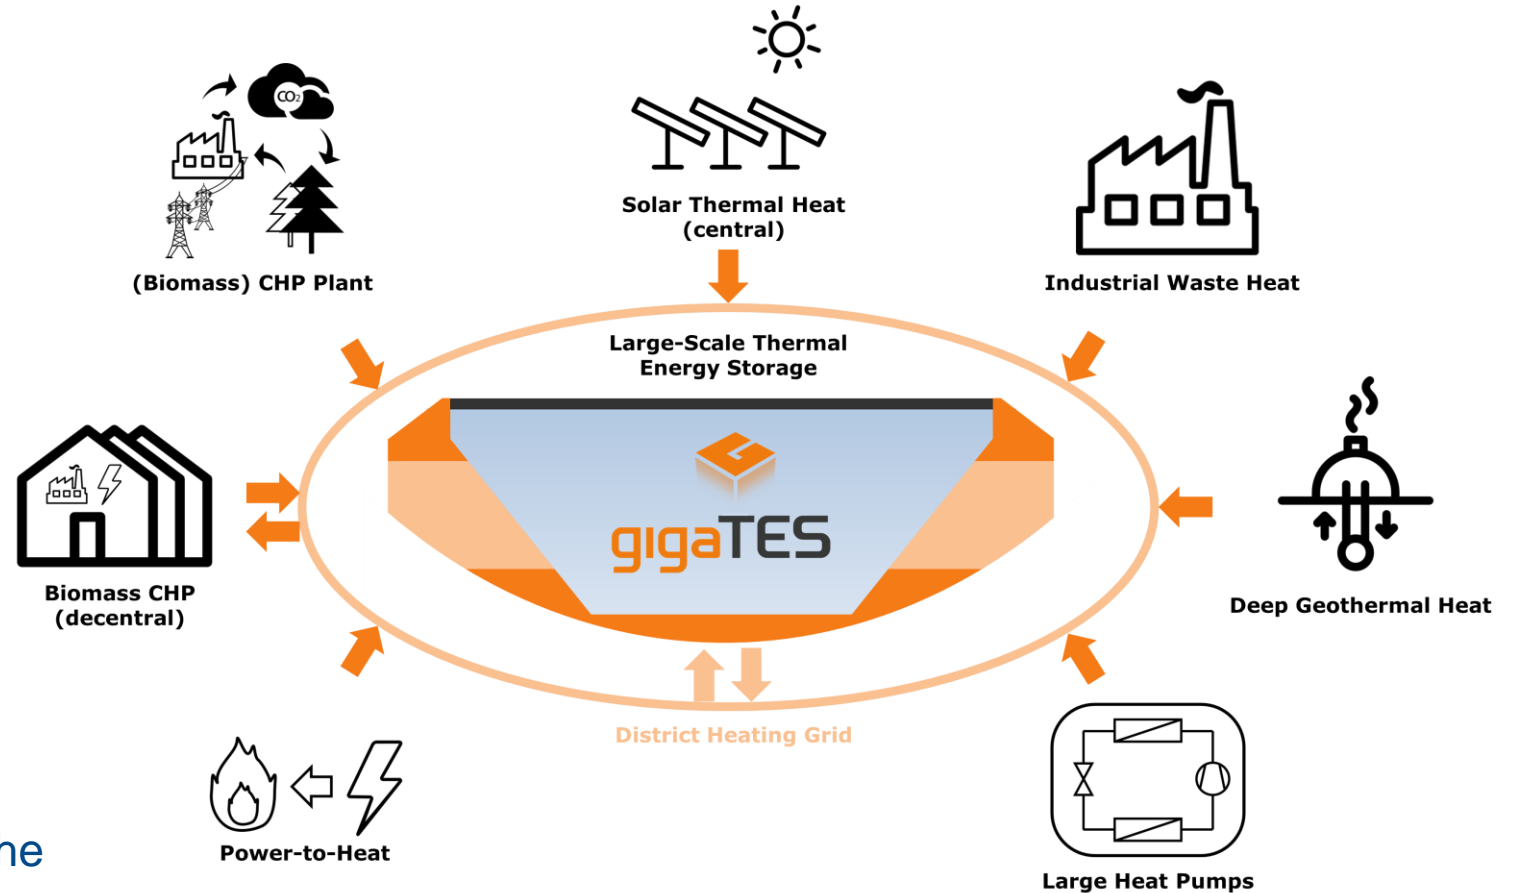 CO2
Solar Thermal Heat
(central)
(Biomass) CHP Plant
Industrial Waste Heat
Large-Scale Thermal
Energy Storage
gigaTES
Biomass CHP
(decentral)
Deep Geothermal Heat
District Heating Grid
Power-to-Heat
Large Heat Pumps